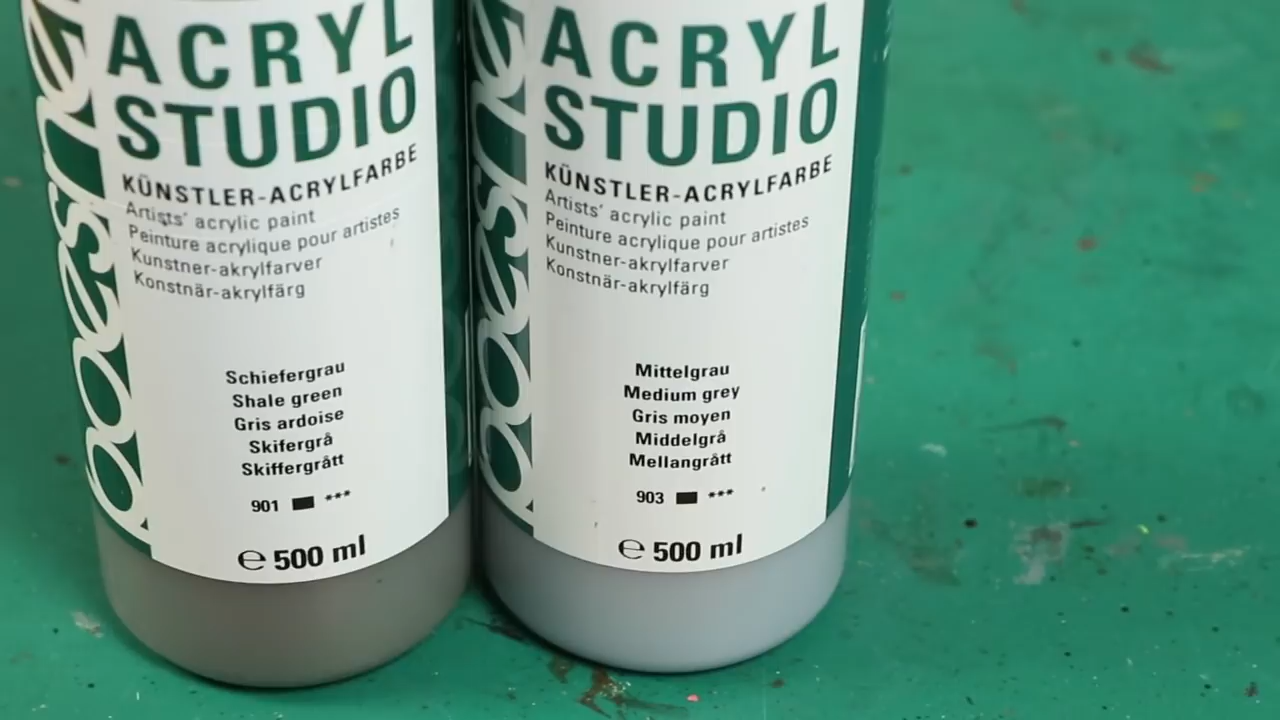 ACRYL
STUDIO
KÜNSTLER-ACRYLFARBE
Artists' acrylic paint
Peinture acrylique pour artistes
Kunstner-akrylfarver
Konstnär-akrylfärg
Schiefergrau
Shale green
Gris ardoise
Skifergrå
Skiffergrått
901 ***
℮ 500 ml
boesner
ACRYL
STUDIO
KÜNSTLER-ACRYLFARBE
Artists' acrylic paint
Peinture acrylique pour artistes
Kunstner-akrylfarver
Konstnär-akrylfärg
Mittelgrau
Medium grey
Gris moyen
Middelgrå
Mellangrått
903 ***
℮ 500 ml
boesner